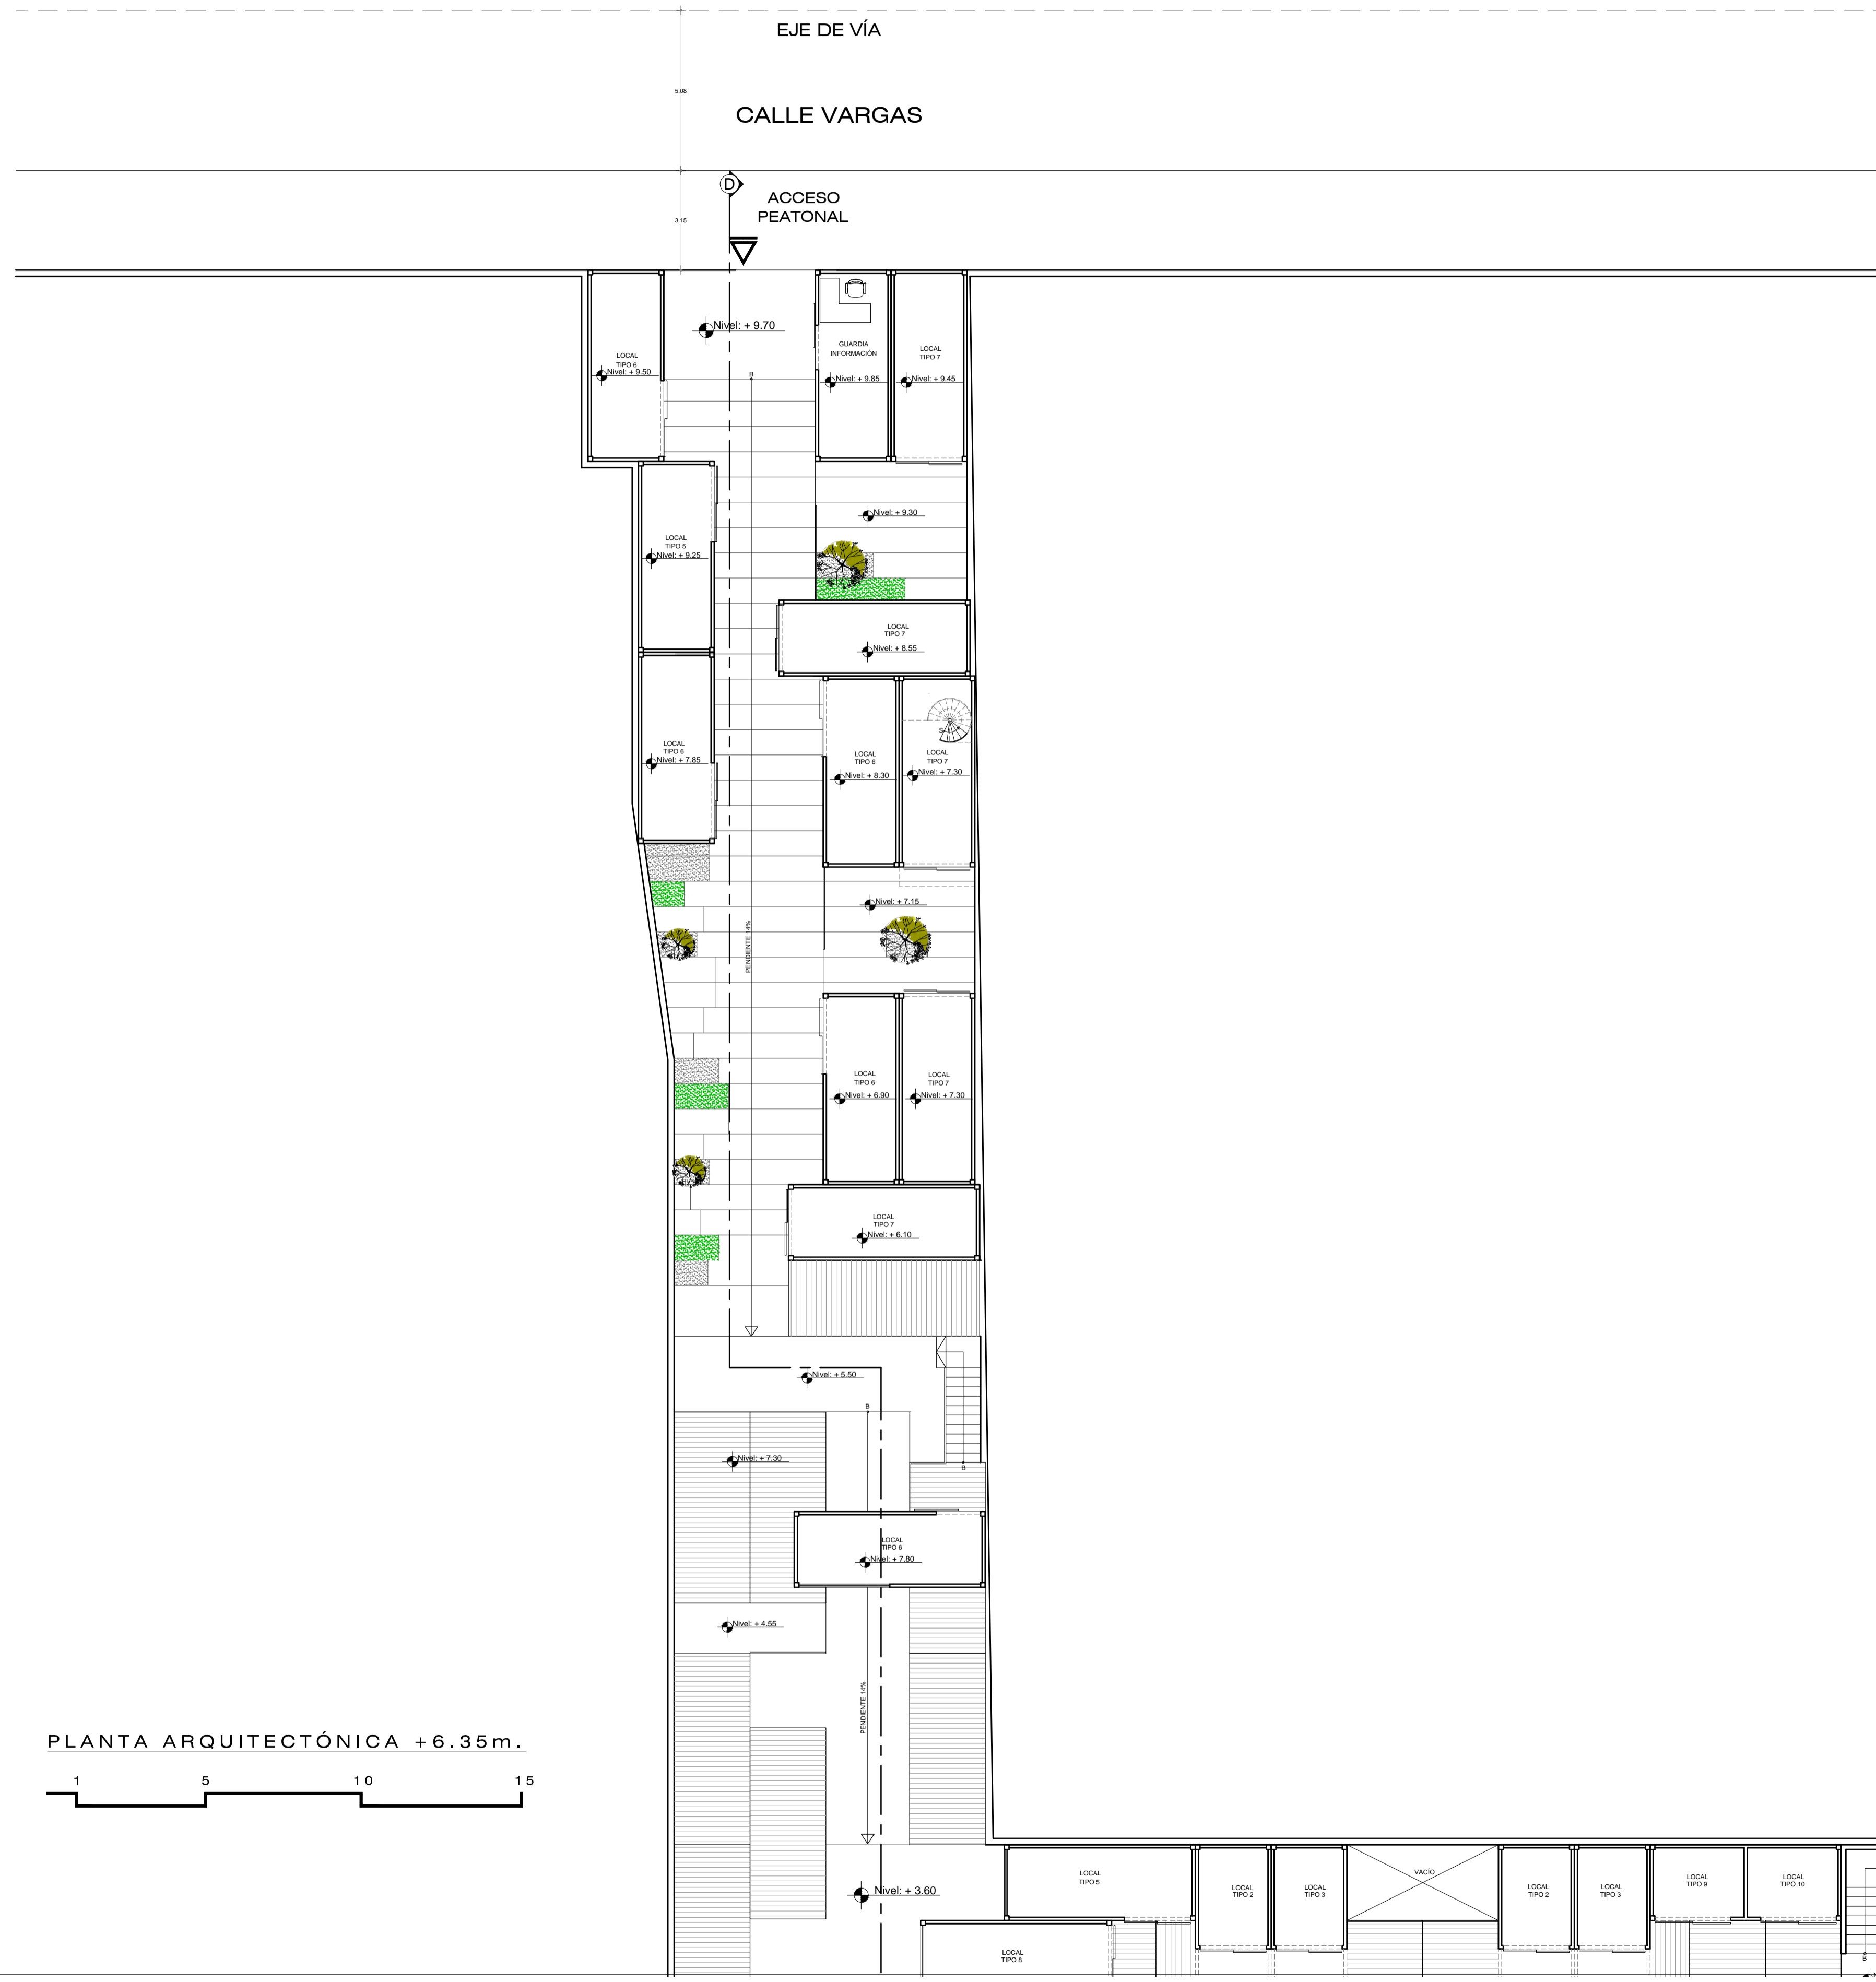 EJE DE VÍA
5.08
CALLE VARGAS
D
ACCESO
PEATONAL
3.15
Nivel: + 9.70
LOCAL
TIPO 6
Nivel: + 9.50
GUARDIA
INFORMACIÓN
Nivel: + 9.85
LOCAL
TIPO 7
Nivel: + 9.45
B
LOCAL
TIPO 5
Nivel: + 9.25
Nivel: + 9.30
LOCAL
TIPO 7
Nivel: + 8.55
LOCAL
TIPO 6
Nivel: + 7.85
LOCAL
TIPO 6
Nivel: + 8.30
S
LOCAL
TIPO 7
Nivel: + 7.30
Nivel: + 7.15
PENDIENTE 14%
LOCAL
TIPO 6
Nivel: + 6.90
LOCAL
TIPO 7
Nivel: + 7.30
LOCAL
TIPO 7
Nivel: + 6.10
Nivel: + 5.50
B
Nivel: + 7.30
B
LOCAL
TIPO 6
Nivel: + 7.80
Nivel: + 4.55
PENDIENTE 14%
PLANTA ARQUITECTÓNICA +6.35m.
1 5 10 15
Nivel: + 3.60
LOCAL
TIPO 5
LOCAL
TIPO 2
LOCAL
TIPO 3
VACÍO
LOCAL
TIPO 2
LOCAL
TIPO 3
LOCAL
TIPO 9
LOCAL
TIPO 10
LOCAL
TIPO 8
B